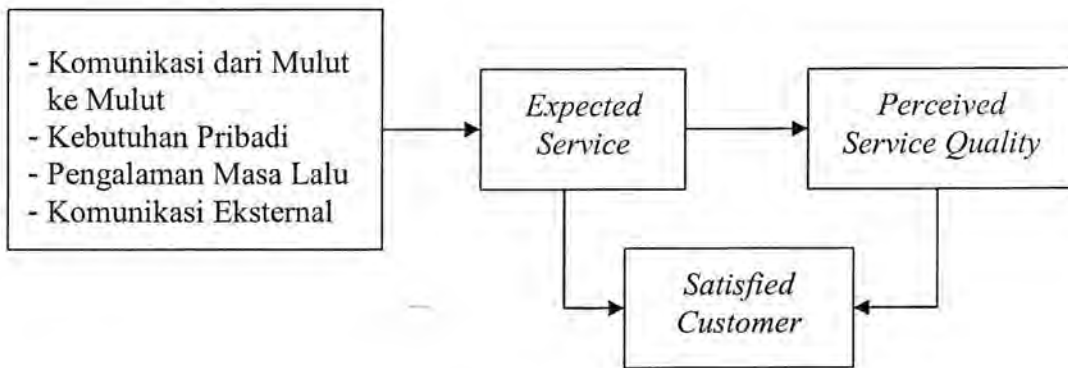 - Komunikasi dari Mulut
ke Mulut
- Kebutuhan Pribadi
- Pengalaman Masa Lalu
- Komunikasi Eksternal
Expected
Service
Perceived
Service Quality
Satisfied
Customer